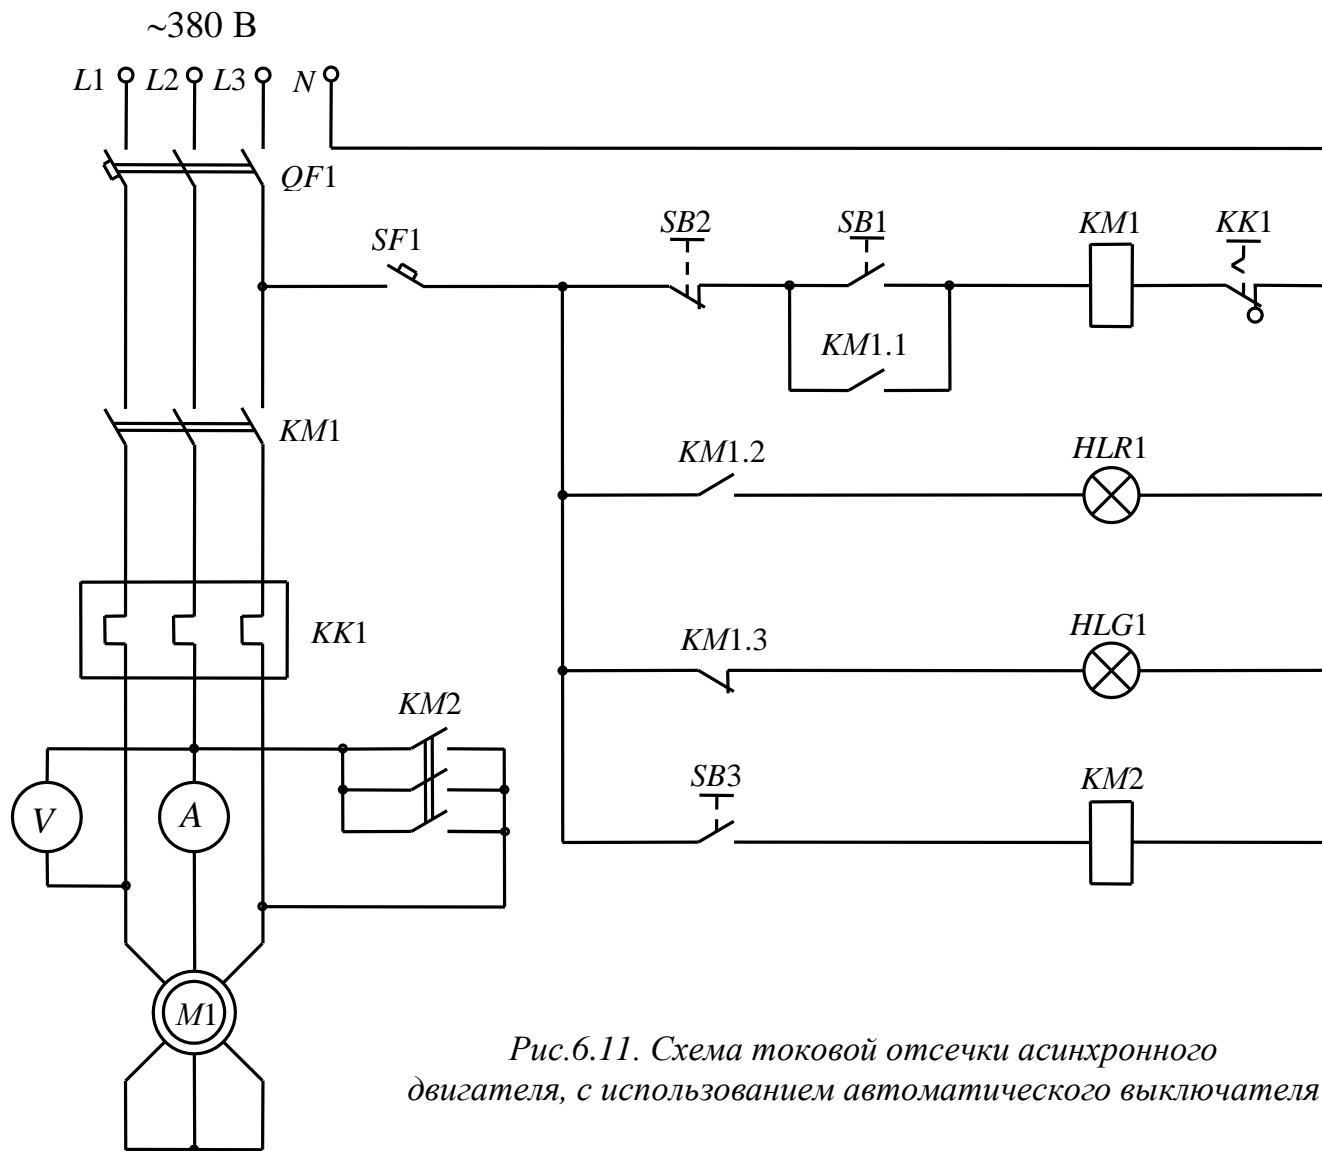 ~380 В
L1 L2 L3 N
QF1
SF1 SB2 SB1 KM1 KK1
KM1.1
KM1
KM1.2 HLR1
KK1
KM1.3 HLG1
KM2
SB3 KM2
V A
M1
Рис.6.11. Схема токовой отсечки асинхронного
двигателя, с использованием автоматического выключателя